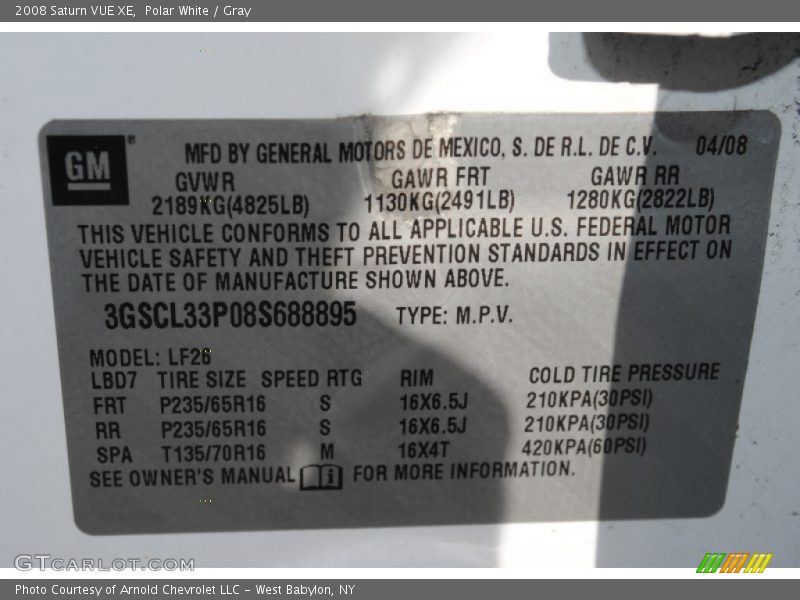 2008 Saturn VUE XE, Polar White / Gray
GM®
MFD BY GENERAL MOTORS DE MEXICO, S. DE R.L. DE C.V. 04/08
GVWR GAWR FRT GAWR RR
2189KG(4825LB) 1130KG(2491LB) 1280KG(2822LB)
THIS VEHICLE CONFORMS TO ALL APPLICABLE U.S. FEDERAL MOTOR
VEHICLE SAFETY AND THEFT PREVENTION STANDARDS IN EFFECT ON
THE DATE OF MANUFACTURE SHOWN ABOVE.
3GSCL33P08S688895 TYPE: M.P.V.
MODEL: LF26
LBD7 TIRE SIZE SPEED RTG RIM COLD TIRE PRESSURE
FRT P235/65R16 S 16X6.5J 210KPA(30PSI)
RR P235/65R16 S 16X6.5J 210KPA(30PSI)
SPA T135/70R16 M 16X4T 420KPA(60PSI)
SEE OWNER'S MANUAL i FOR MORE INFORMATION.
GTCARLOT.COM
Photo Courtesy of Arnold Chevrolet LLC - West Babylon, NY